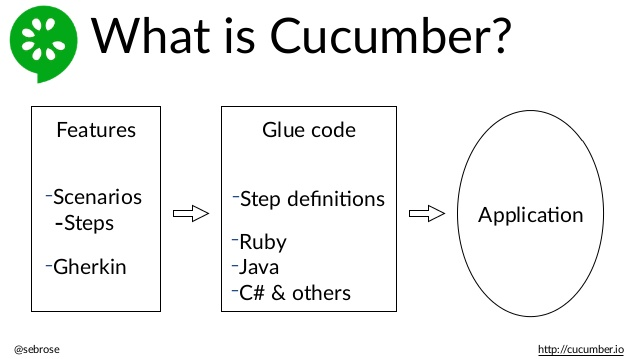 What is Cucumber?
Features
-Scenarios
-Steps
-Gherkin
Glue code
-Step definitions
-Ruby
-Java
-C# & others
Application
@sebrose
http://cucumber.io